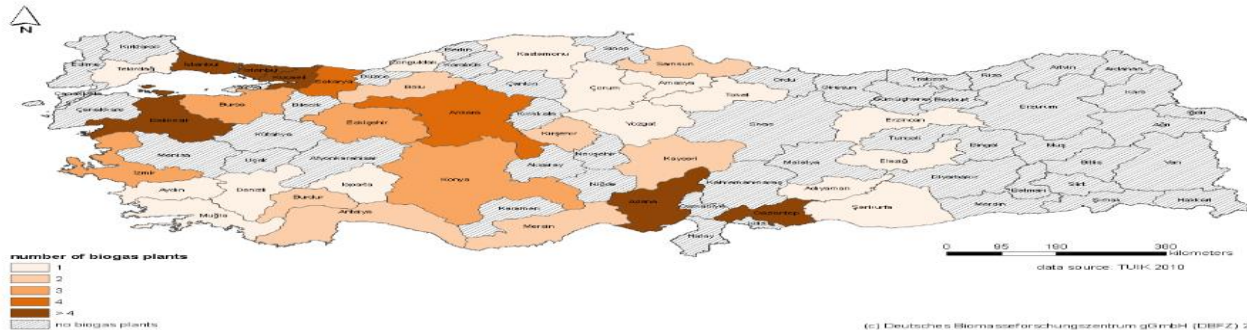 N
Kırklareli
Edirne
Tekirdağ
İstanbul
Kocaeli
Sakarya
Düzce
Zonguldak
Bartın
Karabük
Kastamonu
Sinop
Samsun
Ordu
Giresun
Trabzon
Rize
Artvin
Ardahan
Kars
Iğdır
Ağrı
Erzurum
Gümüşhane
Bayburt
Çanakkale
Balıkesir
Bursa
Bilecik
Bolu
Çankırı
Çorum
Amasya
Tokat
Sivas
Erzincan
Tunceli
Bingöl
Muş
Bitlis
Van
Hakkari
Şırnak
Siirt
Batman
Mardin
Diyarbakır
Elazığ
Malatya
Adıyaman
Şanlıurfa
Gaziantep
Kilis
Hatay
Osmaniye
Kahramanmaraş
Adana
Kayseri
Yozgat
Kırıkkale
Kırşehir
Nevşehir
Niğde
Aksaray
Ankara
Eskişehir
Kütahya
Manisa
Uşak
Afyonkarahisar
İzmir
Aydın
Denizli
Isparta
Burdur
Muğla
Antalya
Konya
Karaman
Mersin
number of biogas plants
1
2
3
4
>4
no biogas plants
0 95 190 380
kilometers
data source: TUIK 2010
(c) Deutsches Biomasseforschungszentrum gGmbH (DBFZ)